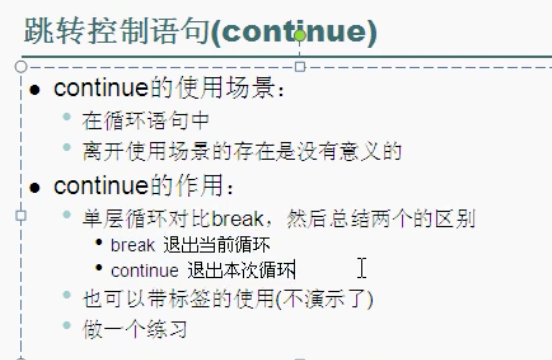 跳转控制语句(continue)
continue的使用场景：
在循环语句中
离开使用场景的存在是没有意义的
continue的作用：
单层循环对比break，然后总结两个的区别
break 退出当前循环
continue 退出本次循环
也可以带标签的使用(不演示了)
做一个练习